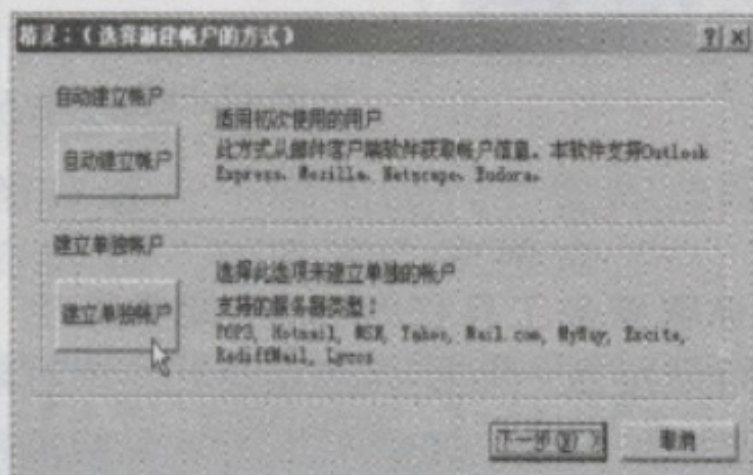 精灵:(选择新建帐户的方式)
自动建立帐户
自动建立帐户
适用初次使用的用户
此方式从邮件客户端软件获取帐户信息。本软件支持Outlook
Express、Mozilla、Netscape、Eudora。
建立单独帐户
建立单独帐户
选择此选项来建立单独的帐户
支持的服务器类型:
POP3, Hotmail, MSN, Yahoo, Mail.com, MyWay, Excite,
RediffMail, Lycos
下一步(N) >
取消